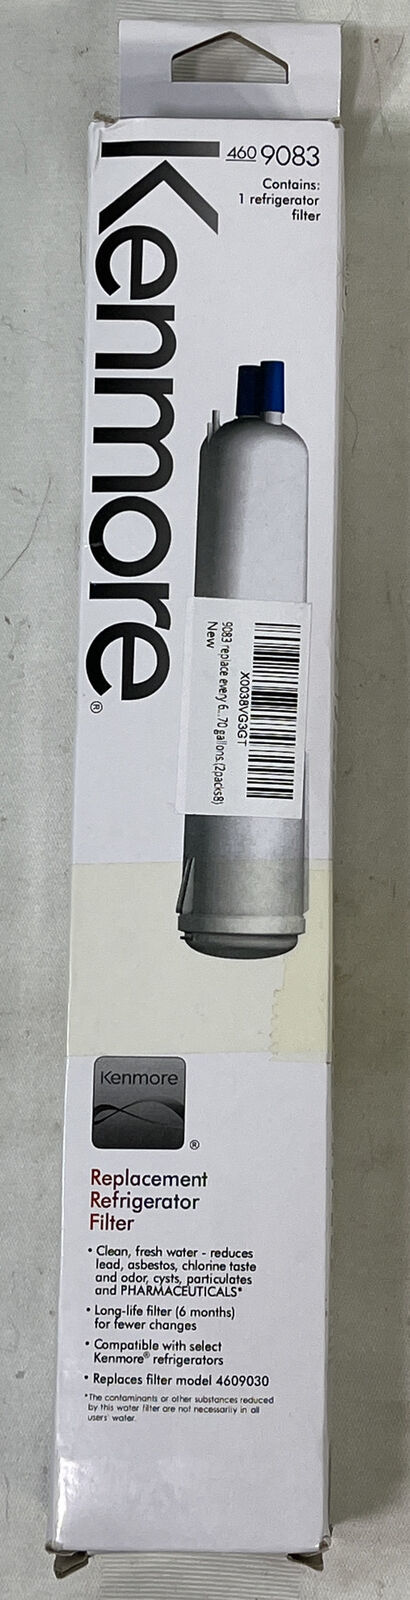 460 9083
Contains:
1 refrigerator
filter
Kenmore®
X0038VG3GT
9083 replace every 6...70 gallons.(2packs8)
New
Kenmore
®
Replacement
Refrigerator
Filter
• Clean, fresh water - reduces
lead, asbestos, chlorine taste
and odor, cysts, particulates
and PHARMACEUTICALS*
• Long-life filter (6 months)
for fewer changes
• Compatible with select
Kenmore® refrigerators
• Replaces filter model 4609030
*The contaminants or other substances reduced
by this water filter are not necessarily in all
users' water.